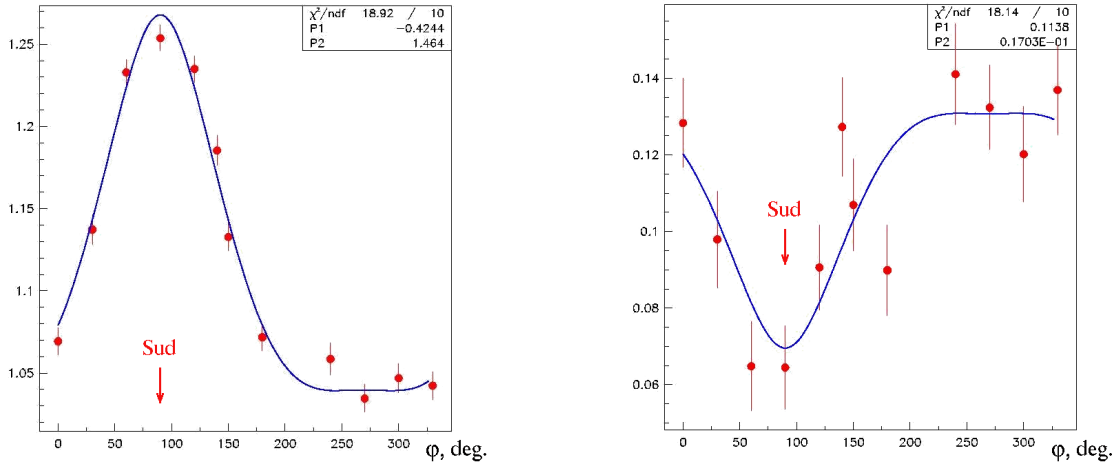 χ²/ndf 18.92 / 10
P1 -0.4244
P2 1.464
1.25
1.2
1.15
1.1
1.05
Sud
0 50 100 150 200 250 300
φ, deg.
χ²/ndf 18.14 / 10
P1 0.1138
P2 0.1703E-01
0.14
0.12
0.1
0.08
0.06
Sud
0 50 100 150 200 250 300
φ, deg.